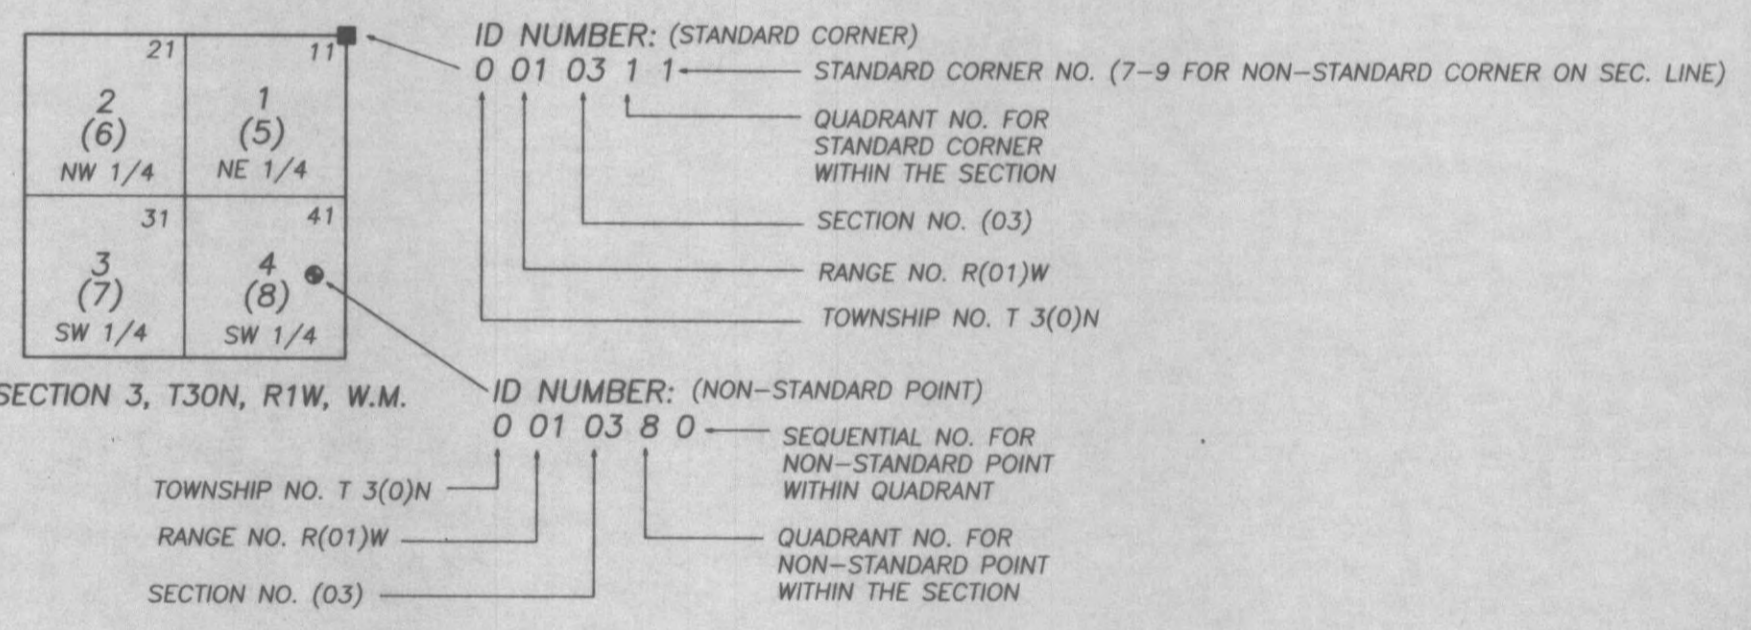 21
11
2
(6)
NW 1/4
1
(5)
NE 1/4
31
41
3
(7)
SW 1/4
4
(8)
SW 1/4
SECTION 3, T30N, R1W, W.M.
ID NUMBER: (STANDARD CORNER)
0 01 03 1 1
STANDARD CORNER NO. (7-9 FOR NON-STANDARD CORNER ON SEC. LINE)
QUADRANT NO. FOR
STANDARD CORNER
WITHIN THE SECTION
SECTION NO. (03)
RANGE NO. R(01)W
TOWNSHIP NO. T 3(0)N
ID NUMBER: (NON-STANDARD POINT)
0 01 03 8 0
SEQUENTIAL NO. FOR
NON-STANDARD POINT
WITHIN QUADRANT
TOWNSHIP NO. T 3(0)N
RANGE NO. R(01)W
SECTION NO. (03)
QUADRANT NO. FOR
NON-STANDARD POINT
WITHIN THE SECTION